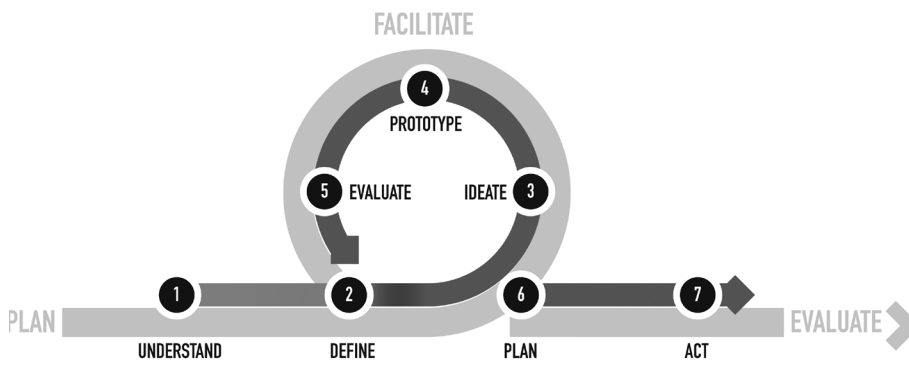 FACILITATE
4
PROTOTYPE
5 EVALUATE
IDEATE 3
1
2
6
7
PLAN
EVALUATE
UNDERSTAND
DEFINE
PLAN
ACT